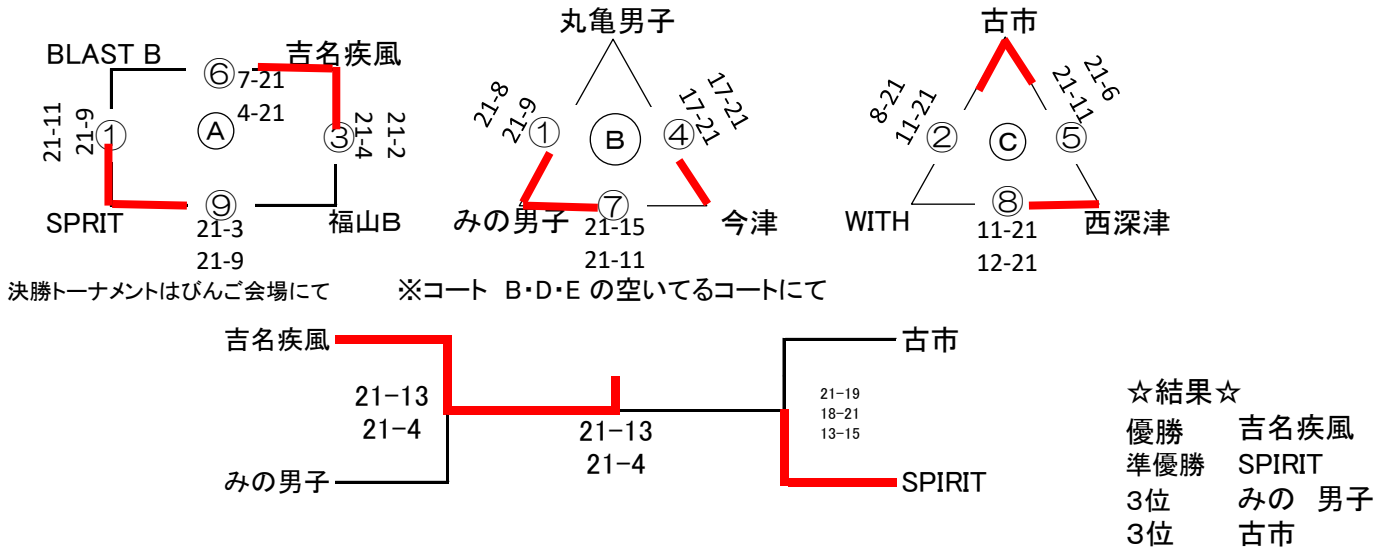 丸亀男子
古市
BLAST B
吉名疾風
⑥
7-21
4-21
A
21-11
21-9
①
③
21-4
21-2
SPRIT
⑨
福山B
21-3
21-9
21-8
21-9
①
B
④
17-21
17-21
みの男子
⑦
今津
21-15
21-11
8-21
11-21
②
C
⑤
21-11
21-6
WITH
⑧
西深津
11-21
12-21
決勝トーナメントはびんご会場にて
※コート B・D・E の空いてるコートにて
吉名疾風
古市
21-13
21-4
21-13
21-4
21-19
18-21
13-15
みの男子
SPIRIT
☆結果☆
優勝 吉名疾風
準優勝 SPIRIT
3位 みの 男子
3位 古市